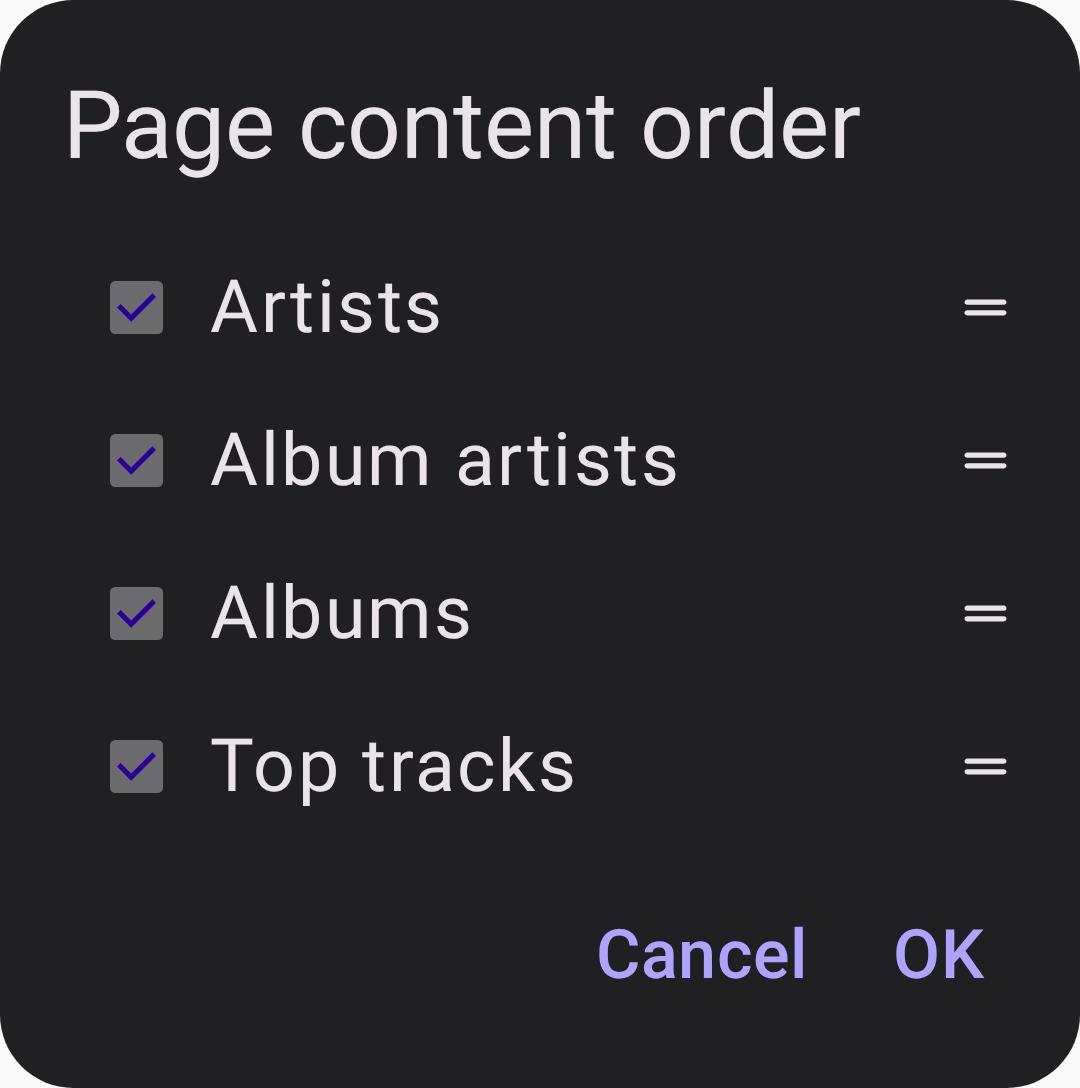 Page content order
Artists
Album artists
Albums
Top tracks
Cancel OK